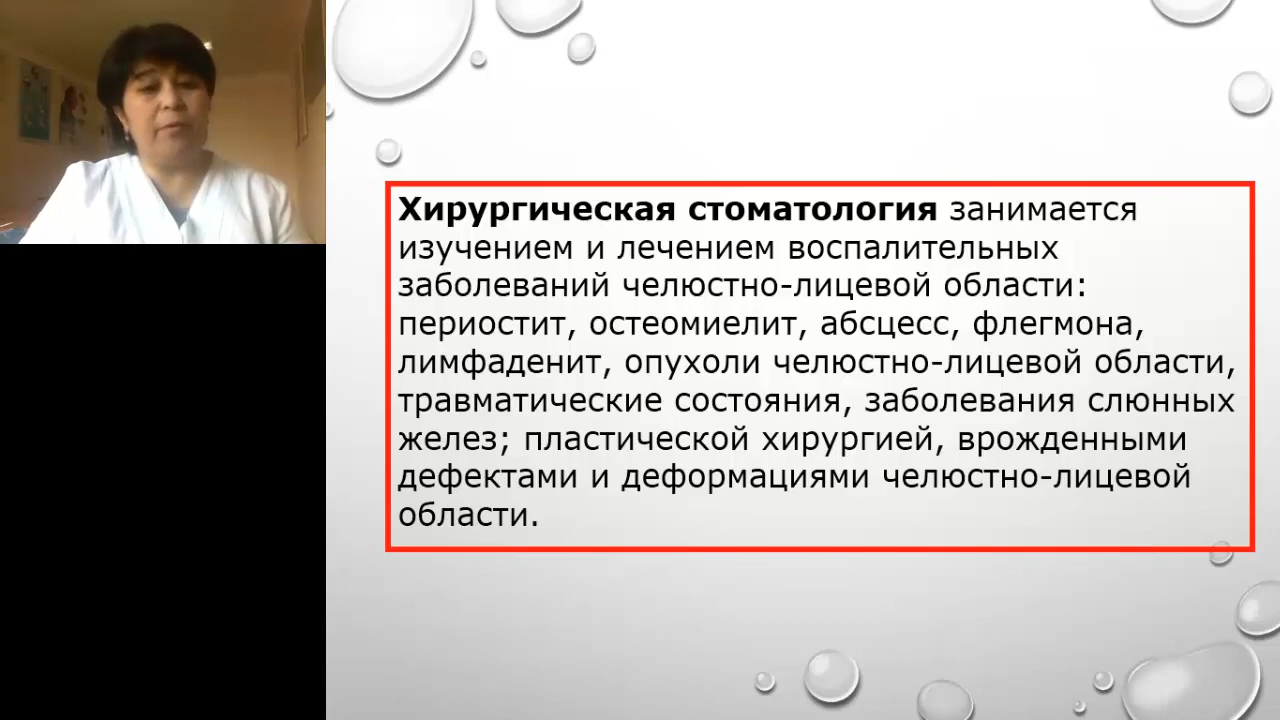 Хирургическая стоматология занимается
изучением и лечением воспалительных
заболеваний челюстно-лицевой области:
периостит, остеомиелит, абсцесс, флегмона,
лимфаденит, опухоли челюстно-лицевой области,
травматические состояния, заболевания слюнных
желез; пластической хирургией, врожденными
дефектами и деформациями челюстно-лицевой
области.